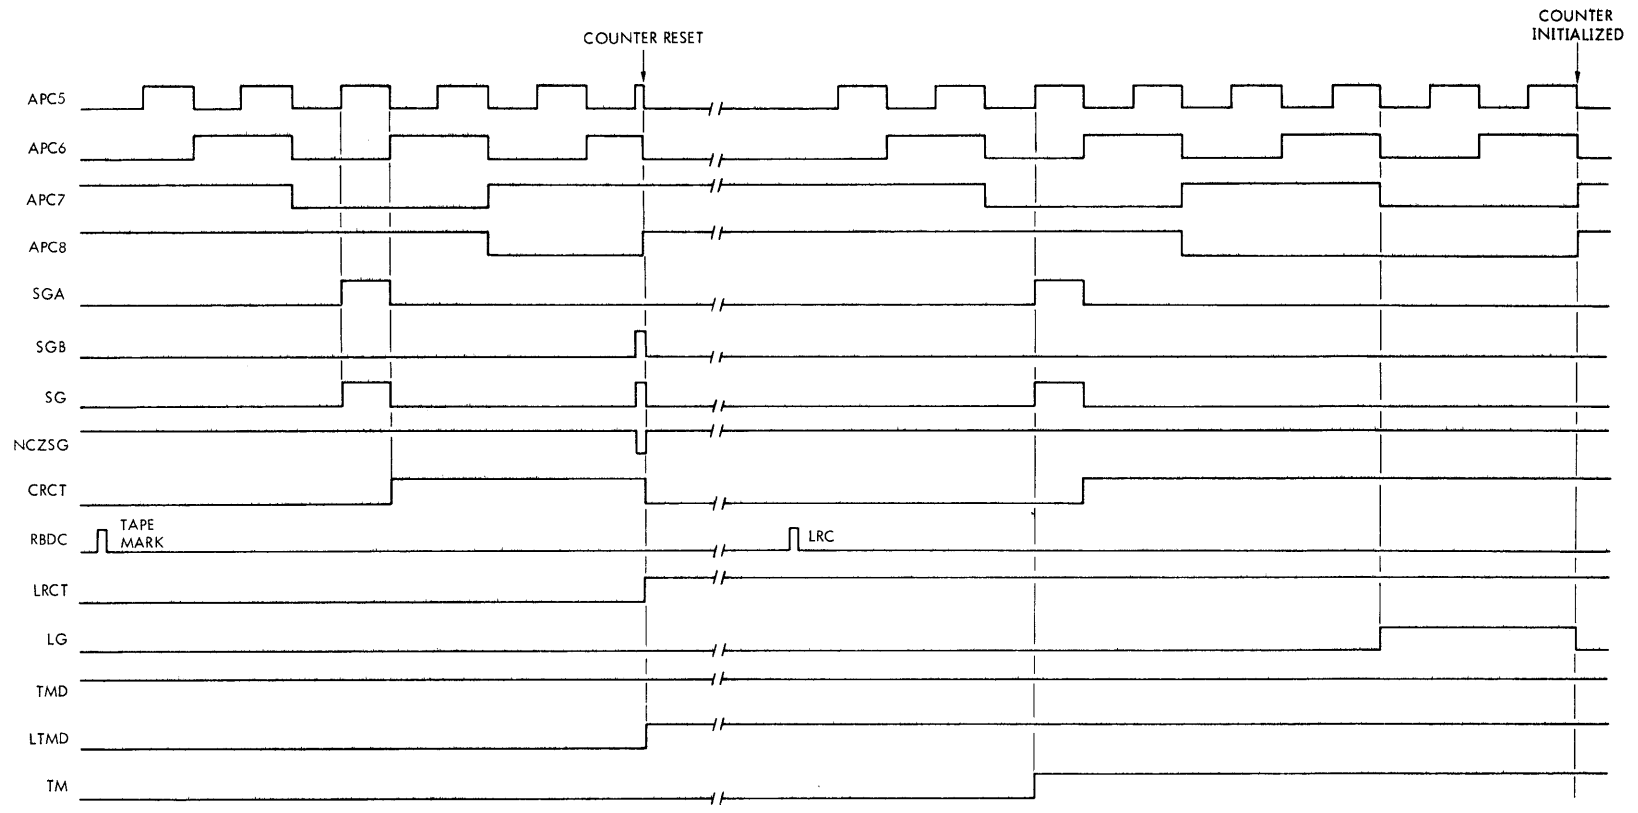 COUNTER
INITIALIZED
COUNTER RESET
APC5
APC6
APC7
APC8
SGA
SGB
SG
NCZSG
CRCT
RBDC
TAPE
MARK
LRC
LRCT
LG
TMD
LTMD
TM